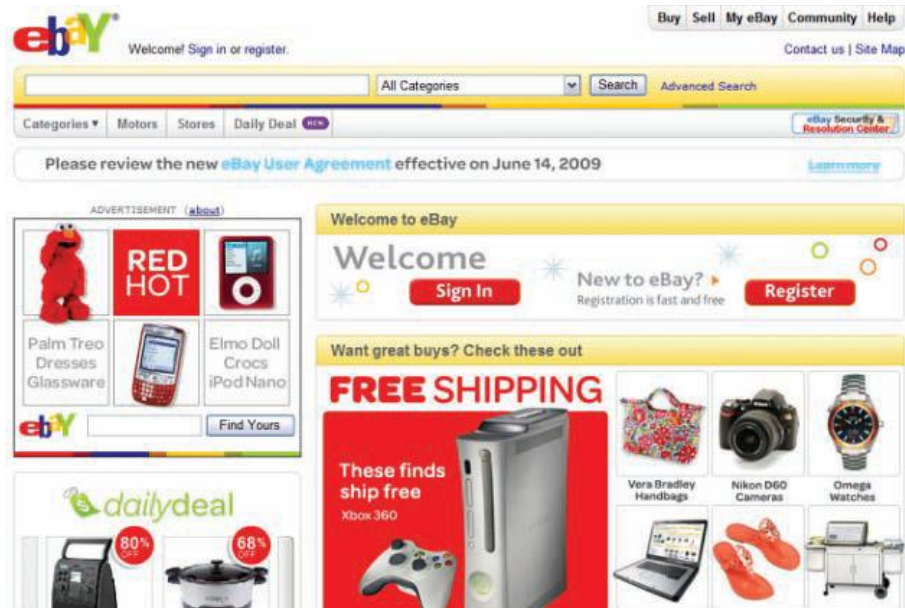 Buy Sell My eBay Community Help
ebY®
Welcome! Sign in or register.
Contact us | Site Map
All Categories Search Advanced Search
Categories ▼ Motors Stores Daily Deal NEW
eBay Security &
Resolution Center
Please review the new eBay User Agreement effective on June 14, 2009 Learn more
ADVERTISEMENT (about)
RED
HOT
Palm Treo
Dresses
Glassware
Elmo Doll
Crocs
iPod Nano
ebY
Find Yours
dailydeal
80%
OFF
68%
OFF
Welcome to eBay
Welcome
Sign In
New to eBay?
Registration is fast and free
Register
Want great buys? Check these out
FREE SHIPPING
These finds
ship free
Xbox 360
Vera Bradley
Handbags
Nikon D60
Cameras
Omega
Watches